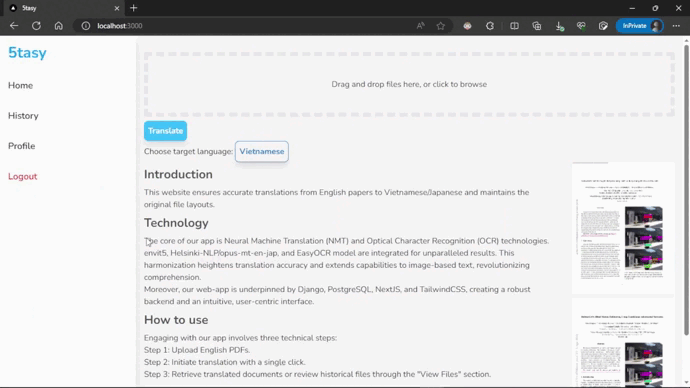 5tasy
localhost:3000
InPrivate
5tasy
Home
History
Profile
Logout
Drag and drop files here, or click to browse
Translate
Choose target language: Vietnamese
Introduction
This website ensures accurate translations from English papers to Vietnamese/Japanese and maintains the
original file layouts.
Technology
The core of our app is Neural Machine Translation (NMT) and Optical Character Recognition (OCR) technologies.
envit5, Helsinki-NLP/opus-mt-en-jap, and EasyOCR model are integrated for unparalleled results. This
harmonization heightens translation accuracy and extends capabilities to image-based text, revolutionizing
comprehension.
Moreover, our web-app is underpinned by Django, PostgreSQL, NextJS, and TailwindCSS, creating a robust
backend and an intuitive, user-centric interface.
How to use
Engaging with our app involves three technical steps:
Step 1: Upload English PDFs.
Step 2: Initiate translation with a single click.
Step 3: Retrieve translated documents or review historical files through the "View Files" section.